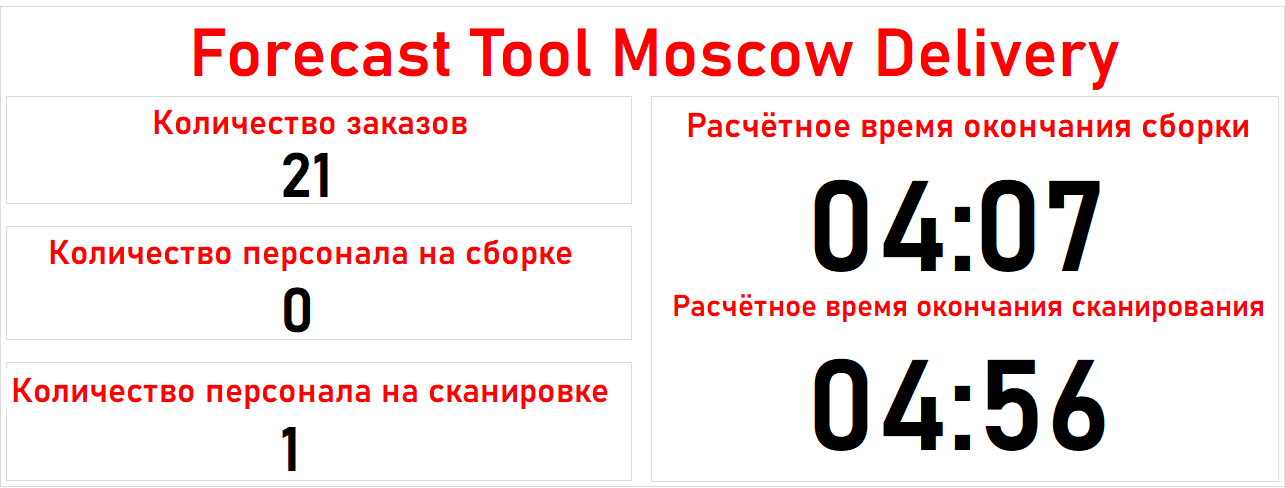 Forecast Tool Moscow Delivery
Количество заказов
21
Количество персонала на сборке
0
Количество персонала на сканировке
1
Расчётное время окончания сборки
04:07
Расчётное время окончания сканирования
04:56